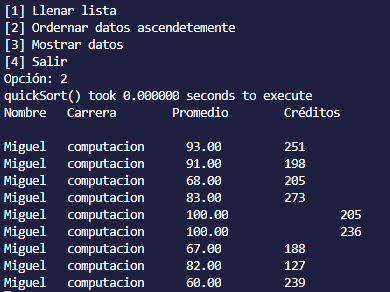 [1] Llenar lista
[2] Ordernar datos ascendetemente
[3] Mostrar datos
[4] Salir
Opción: 2
quickSort() took 0.000000 seconds to execute
Nombre Carrera Promedio Créditos
Miguel computacion 93.00 251
Miguel computacion 91.00 198
Miguel computacion 68.00 205
Miguel computacion 83.00 273
Miguel computacion 100.00 205
Miguel computacion 100.00 236
Miguel computacion 67.00 188
Miguel computacion 82.00 127
Miguel computacion 60.00 239